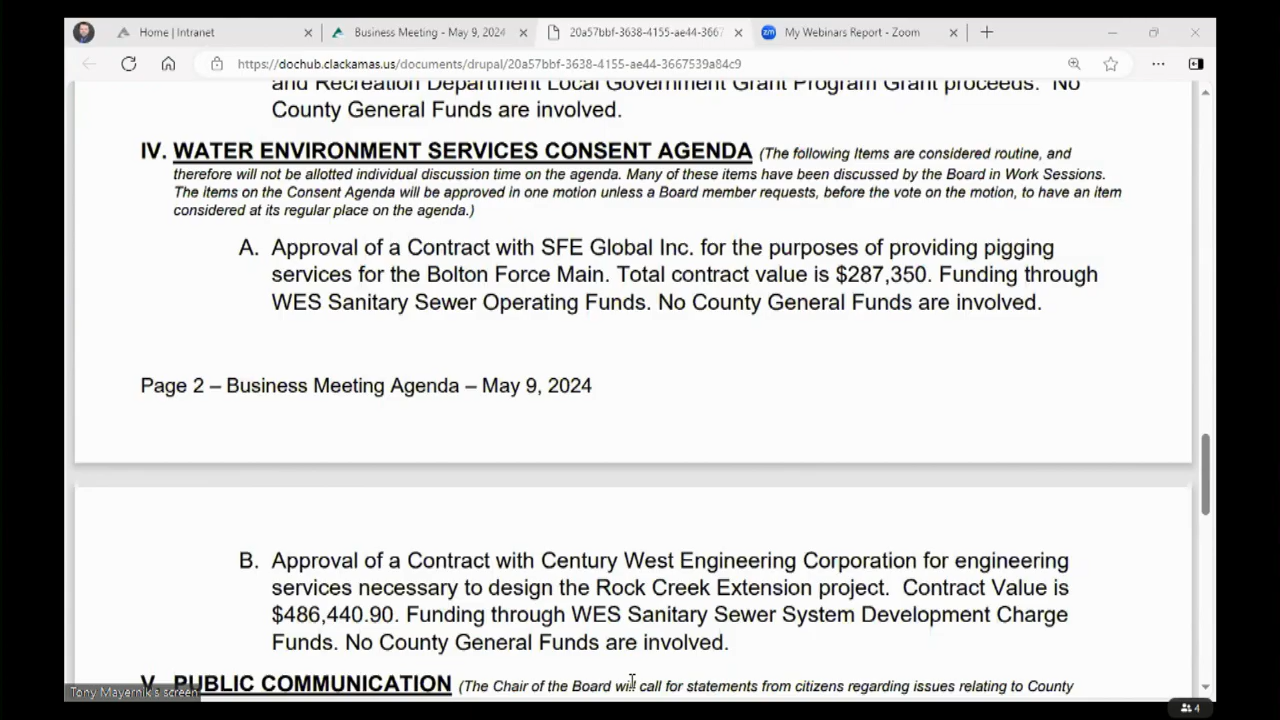 Home | Intranet
Business Meeting - May 9, 2024
20a57bbf-3638-4155-ae44-3667
zm My Webinars Report - Zoom
https://dochub.clackamas.us/documents/drupal/20a57bbf-3638-4155-ae44-3667539a84c9
and Recreation Department Local Government Grant Program Grant proceeds. No
County General Funds are involved.
IV. WATER ENVIRONMENT SERVICES CONSENT AGENDA (The following Items are considered routine, and
therefore will not be allotted individual discussion time on the agenda. Many of these items have been discussed by the Board in Work Sessions.
The items on the Consent Agenda will be approved in one motion unless a Board member requests, before the vote on the motion, to have an item
considered at its regular place on the agenda.)
A. Approval of a Contract with SFE Global Inc. for the purposes of providing pigging
services for the Bolton Force Main. Total contract value is $287,350. Funding through
WES Sanitary Sewer Operating Funds. No County General Funds are involved.
Page 2 – Business Meeting Agenda – May 9, 2024
B. Approval of a Contract with Century West Engineering Corporation for engineering
services necessary to design the Rock Creek Extension project. Contract Value is
$486,440.90. Funding through WES Sanitary Sewer System Development Charge
Funds. No County General Funds are involved.
V. PUBLIC COMMUNICATION (The Chair of the Board will call for statements from citizens regarding issues relating to County
Tony Mayernik's screen
4